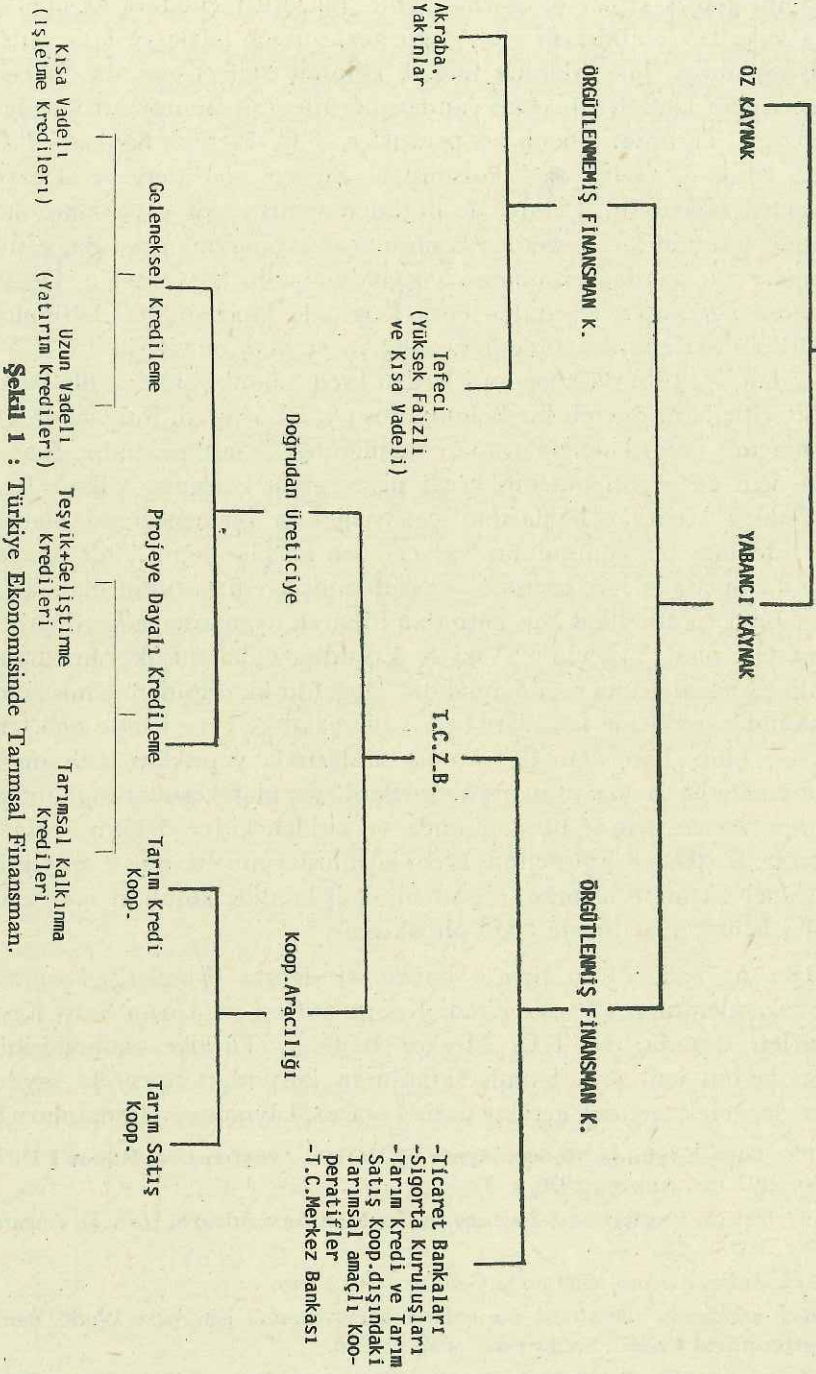 ÖZ KAYNAK
YABANCI KAYNAK
ÖRGÜTLENMEMİŞ FİNANSMAN K.
ÖRGÜTLENMİŞ FİNANSMAN K.
Akraba.
Yakınlar
Tefeci
(Yüksek Faizli
ve Kısa Vadeli)
T.C.Z.B.
-Ticaret Bankaları
-Sigorta Kuruluşları
-Tarım Kredi ve Tarım
Satış Koop.dışındaki
Tarımsal amaçlı Koo-
peratifler
-T.C.Merkez Bankası
Doğrudan Üreticiye
Koop.Aracılığı
Geleneksel Kredileme
Projeye Dayalı Kredileme
Tarım Kredi
Koop.
Tarım Satış
Koop.
Kısa Vadeli
(İşletme Kredileri)
Uzun Vadeli
(Yatırım Kredileri)
Teşvik+Geliştirme
Kredileri
Tarımsal Kalkınma
Kredileri
Şekil 1 : Türkiye Ekonomisinde Tarımsal Finansman.